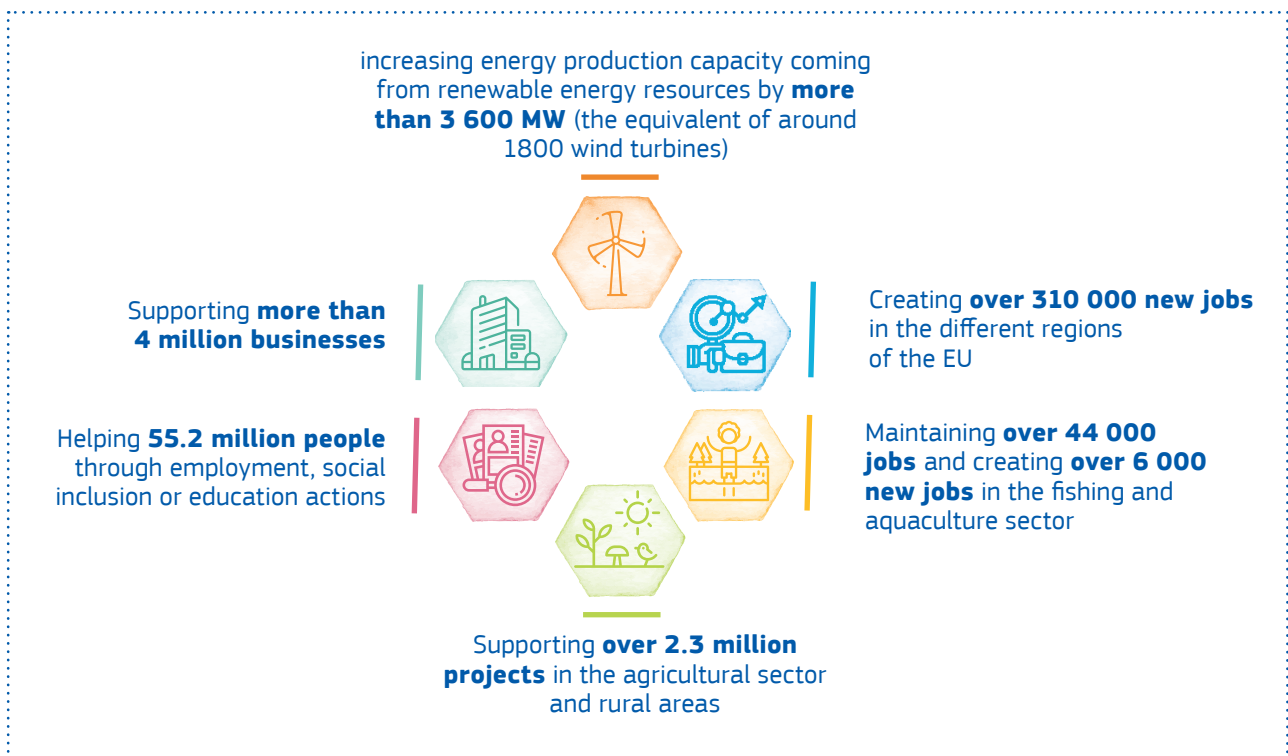 increasing energy production capacity coming
from renewable energy resources by more
than 3 600 MW (the equivalent of around
1800 wind turbines)
Supporting more than
4 million businesses
Creating over 310 000 new jobs
in the different regions
of the EU
Helping 55.2 million people
through employment, social
inclusion or education actions
Maintaining over 44 000
jobs and creating over 6 000
new jobs in the fishing and
aquaculture sector
Supporting over 2.3 million
projects in the agricultural sector
and rural areas